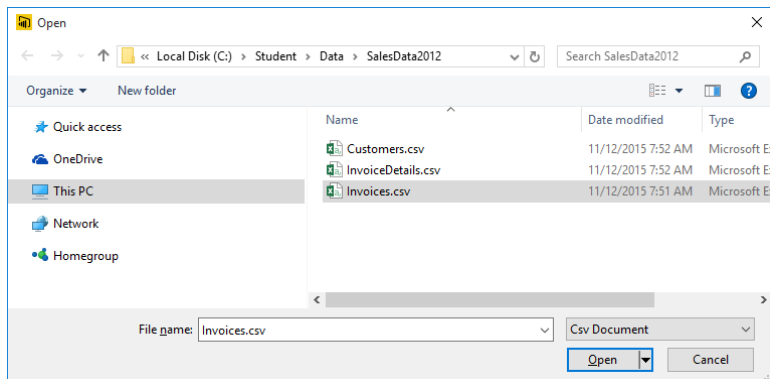 Open
« Local Disk (C:) › Student › Data › SalesData2012
Search SalesData2012
Organize
New folder
Quick access
OneDrive
This PC
Network
Homegroup
Name Date modified Type
Customers.csv 11/12/2015 7:52 AM Microsoft E
InvoiceDetails.csv 11/12/2015 7:52 AM Microsoft E
Invoices.csv 11/12/2015 7:51 AM Microsoft E
File name: Invoices.csv
Csv Document
Open
Cancel